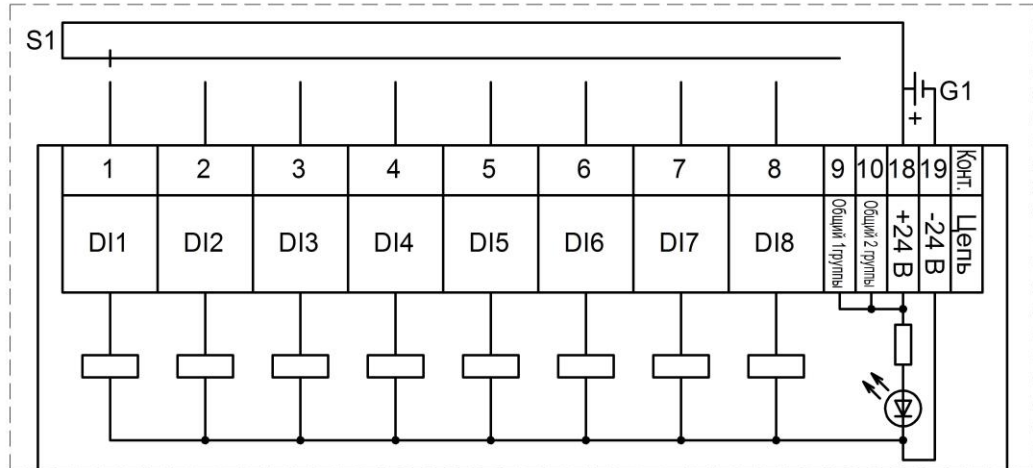 S1
G1
+
1 2 3 4 5 6 7 8 9 10 18 19 Конт.
DI1 DI2 DI3 DI4 DI5 DI6 DI7 DI8 Общий 1группы Общий 2 группы +24 В -24 В Цепь